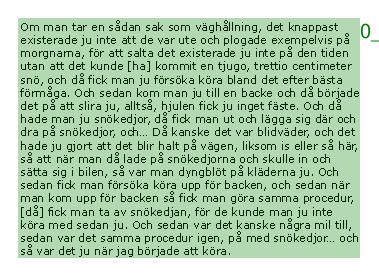 Om man tar en sådan sak som väghållning, det knappast
existerade ju inte att de var ute och plogade exempelvis på
morgnarna, för att salta det existerade ju inte på den tiden
utan att det kunde [ha] kommit en tjugo, trettio centimeter
snö, och då fick man ju försöka köra bland det efter bästa
förmåga. Och sedan kom man ju till en backe och då började
det på att slira ju, alltså, hjulen fick ju inget fäste. Och då
hade man ju snökedjor, då fick man ut och lägga sig där och
dra på snökedjor, och... Då kanske det var blidväder, och det
hade ju gjort att det blir halt på vägen, liksom is eller så här,
så att när man då lade på snökedjorna och skulle in och
sätta sig i bilen, så var man dyngblöt på kläderna ju. Och
sedan fick man försöka köra upp för backen, och sedan när
man kom upp för backen så fick man göra samma procedur,
[då] fick man ta av snökedjan, för de kunde man ju inte
köra med sedan ju. Och sedan var det kanske några mil till,
sedan var det samma procedur igen, på med snökedjor... och
så var det ju när jag började att köra.
0_